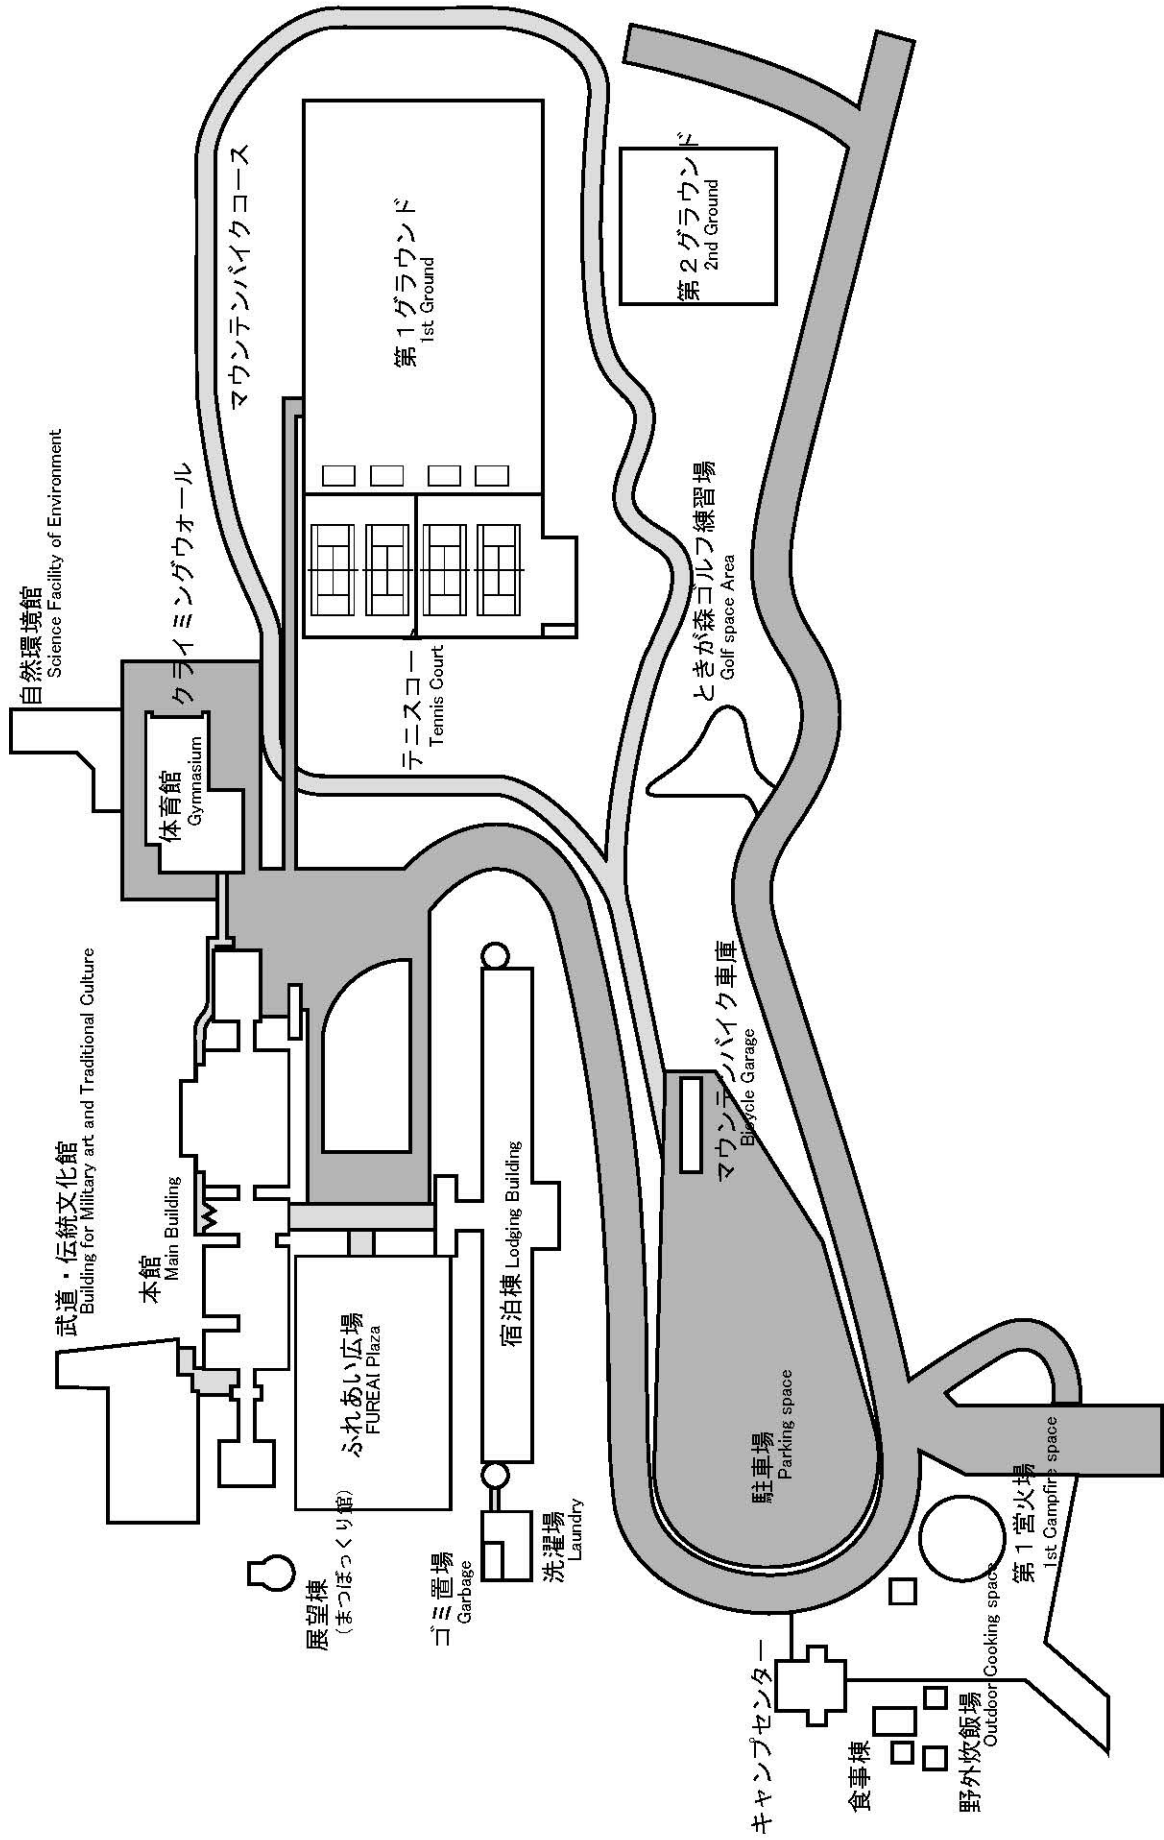 自然環境館
Science Facility of Environment
クライミングウォール
マウンテンバイクコース
体育館
Gymnasium
第1グラウンド
1st Ground
第2グラウンド
2nd Ground
テニスコート
Tennis Court
ときが森ゴルフ練習場
Golf space Area
武道・伝統文化館
Building for Military art and Traditional Culture
本館
Main Building
マウンテンバイク車庫
Bicycle Garage
宿泊棟 Lodging Building
ふれあい広場
FUREAI Plaza
駐車場
Parking space
展望棟
(まつぼっくり館)
ゴミ置場
Garbage
洗濯場
Laundry
第1営火場
1st Campfire space
キャンプセンター
食事棟
野外炊飯場
Outdoor Cooking space